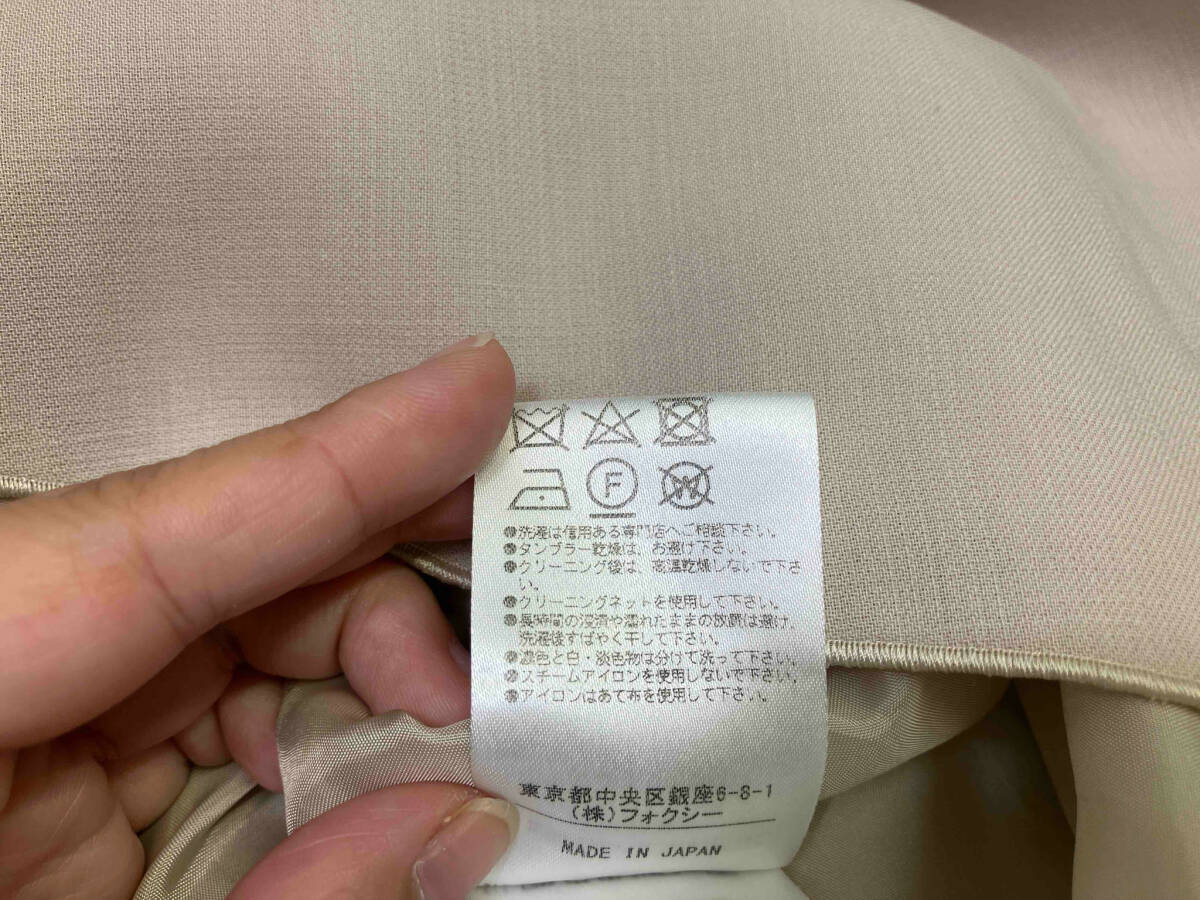 F
W
●洗濯は信用ある専門店へご相談下さい。
●タンブラー乾燥は、お避け下さい。
●クリーニング後は、高温乾燥しないで下さ
い。
●クリーニングネットを使用して下さい。
●長時間の浸漬や濡れたままの放置は避け、
洗濯後すばやく干して下さい。
●濃色と白・淡色物は分けて洗って下さい。
●スチームアイロンを使用しないで下さい。
●アイロンはあて布を使用して下さい。
東京都中央区銀座6-8-1
(株)フォクシー
MADE IN JAPAN